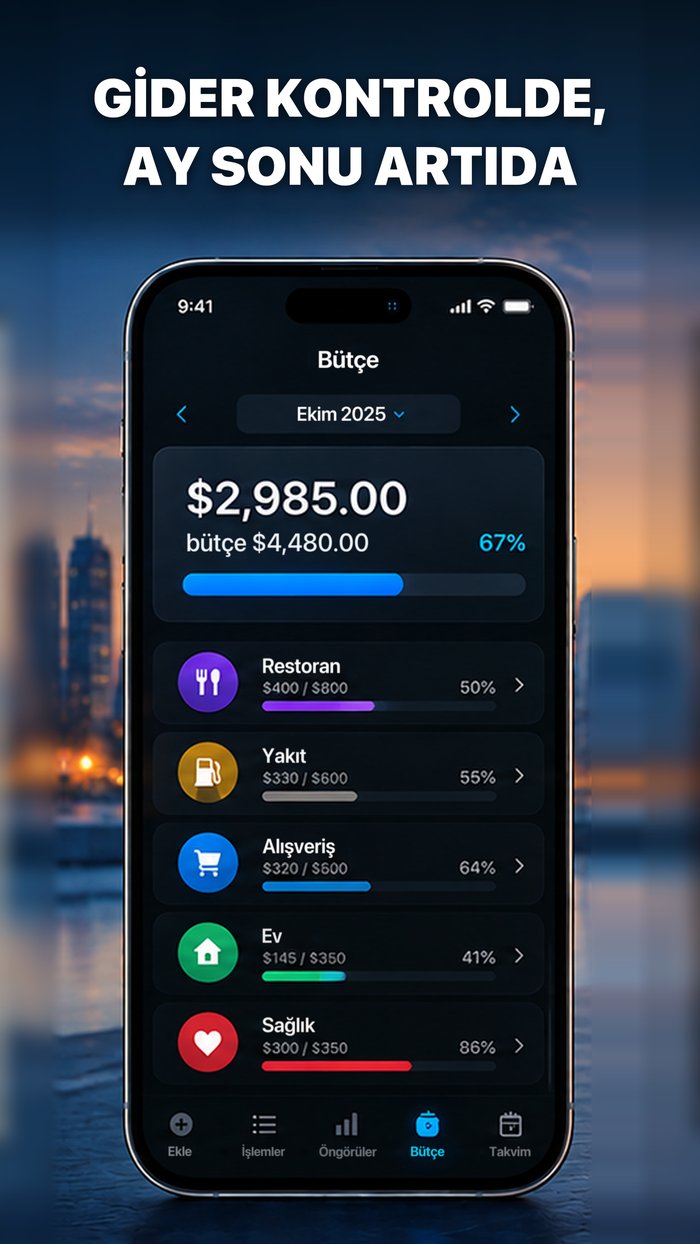 GİDER KONTROLDE,
AY SONU ARTIDA
9:41
Bütçe
Ekim 2025
$2,985.00
bütçe $4,480.00
67%
Restoran
$400 / $800
50%
Yakıt
$330 / $600
55%
Alışveriş
$320 / $600
64%
Ev
$145 / $350
41%
Sağlık
$300 / $350
86%
Ekle
İşlemler
Öngörüler
Bütçe
Takvim